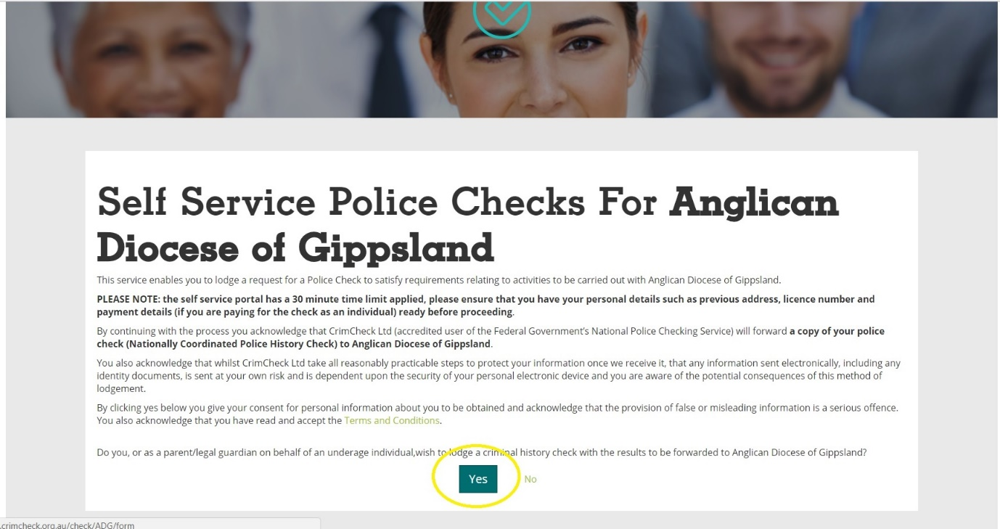 Self Service Police Checks For Anglican
Diocese of Gippsland
This service enables you to lodge a request for a Police Check to satisfy requirements relating to activities to be carried out with Anglican Diocese of Gippsland.
PLEASE NOTE: the self service portal has a 30 minute time limit applied, please ensure that you have your personal details such as previous address, licence number and
payment details (if you are paying for the check as an individual) ready before proceeding.
By continuing with the process you acknowledge that CrimCheck Ltd (accredited user of the Federal Government's National Police Checking Service) will forward a copy of your police
check (Nationally Coordinated Police History Check) to Anglican Diocese of Gippsland.
You also acknowledge that whilst CrimCheck Ltd take all reasonably practicable steps to protect your information once we receive it, that any information sent electronically, including any
identity documents, is sent at your own risk and is dependent upon the security of your personal electronic device and you are aware of the potential consequences of this method of
lodgement.
By clicking yes below you give your consent for personal information about you to be obtained and acknowledge that the provision of false or misleading information is a serious offence.
You also acknowledge that you have read and accept the Terms and Conditions.
Do you, or as a parent/legal guardian on behalf of an underage individual,wish to lodge a criminal history check with the results to be forwarded to Anglican Diocese of Gippsland?
Yes No
.crimcheck.org.au/check/ADG/form